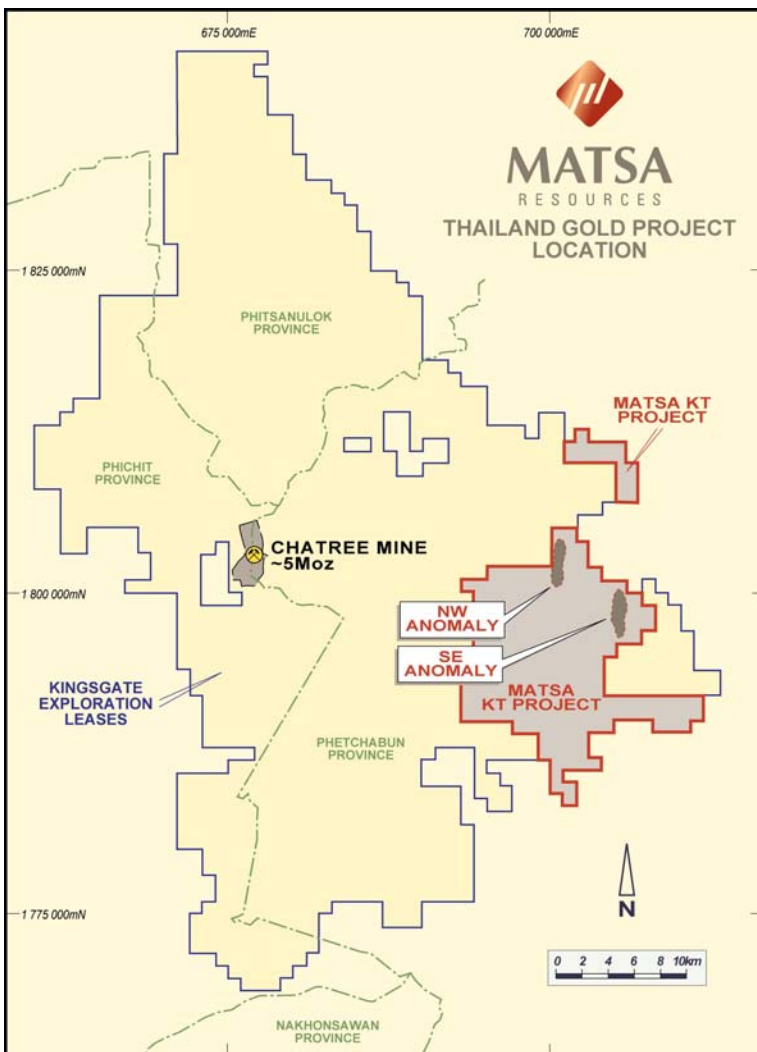 675 000mE
700 000mE
MATSA
RESOURCES
THAILAND GOLD PROJECT
LOCATION
1 825 000mN
PHITSANULOK
PROVINCE
MATSA KT
PROJECT
PHICHIT
PROVINCE
CHATREE MINE
~5Moz
1 800 000mN
NW
ANOMALY
SE
ANOMALY
KINGSGATE
EXPLORATION
LEASES
MATSA
KT PROJECT
PHETCHABUN
PROVINCE
1 775 000mN
N
0 2 4 6 8 10km
NAKHONSAWAN
PROVINCE